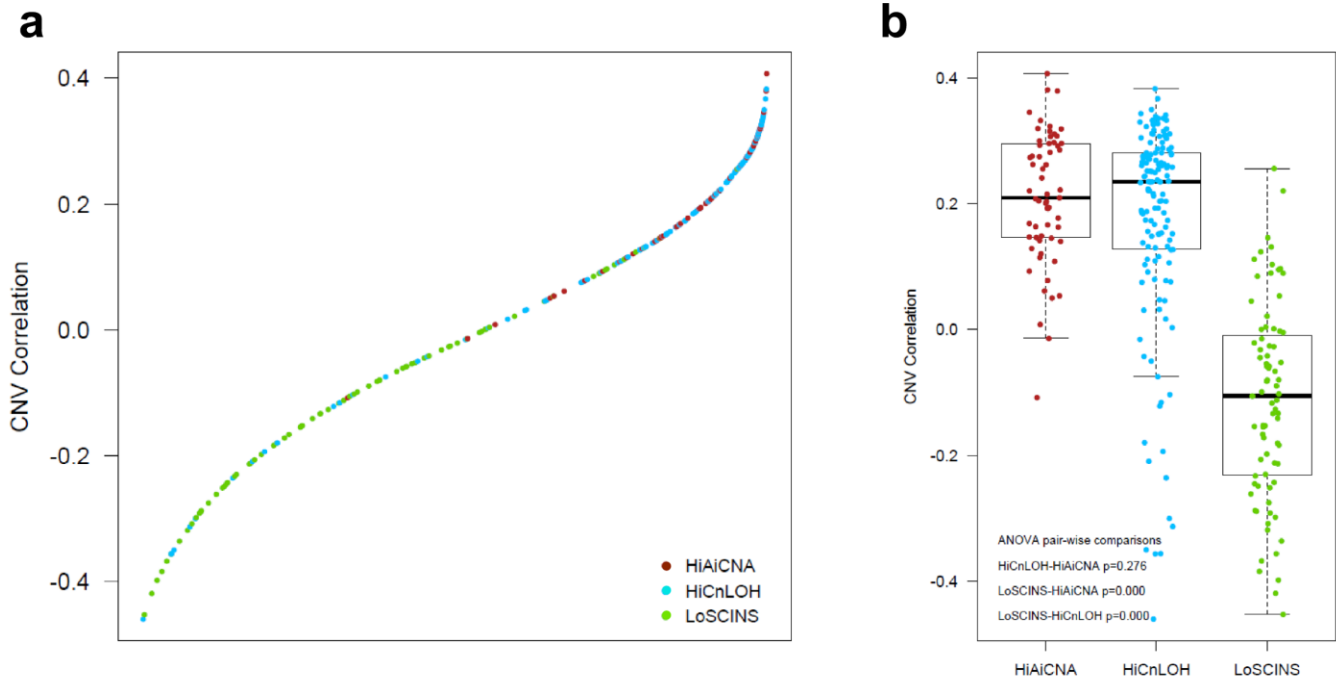 a
CNV Correlation
0.4
0.2
0.0
-0.2
-0.4
HiAiCNA
HiCnLOH
LoSCINS
b
CNV Correlation
0.4
0.2
0.0
-0.2
-0.4
ANOVA pair-wise comparisons
HiCnLOH-HiAiCNA p=0.276
LoSCINS-HiAiCNA p=0.000
LoSCINS-HiCnLOH p=0.000
HiAiCNA
HiCnLOH
LoSCINS